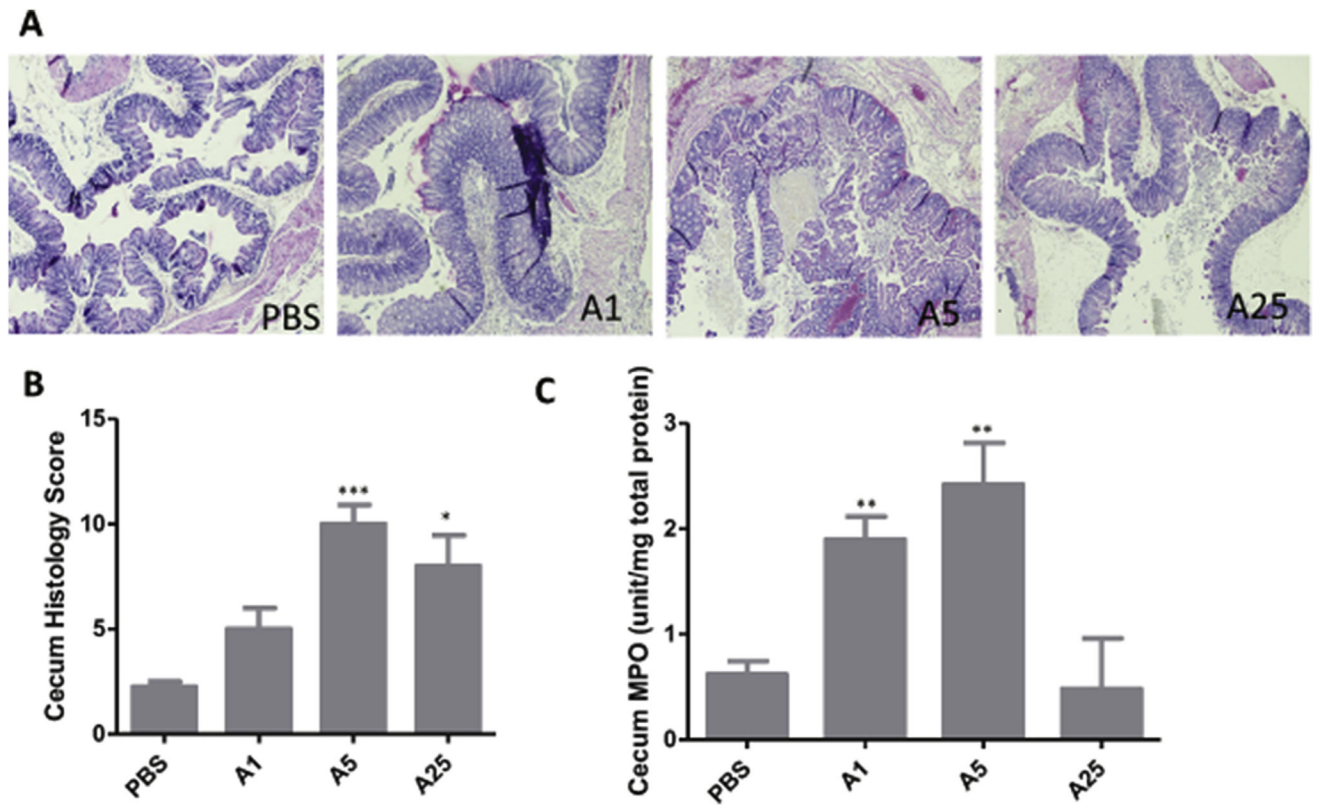 A
PBS
A1
A5
A25
B
Cecum Histology Score
15
10
5
0
***
*
PBS
A1
A5
A25
C
Cecum MPO (unit/mg total protein)
3
2
1
0
**
**
PBS
A1
A5
A25